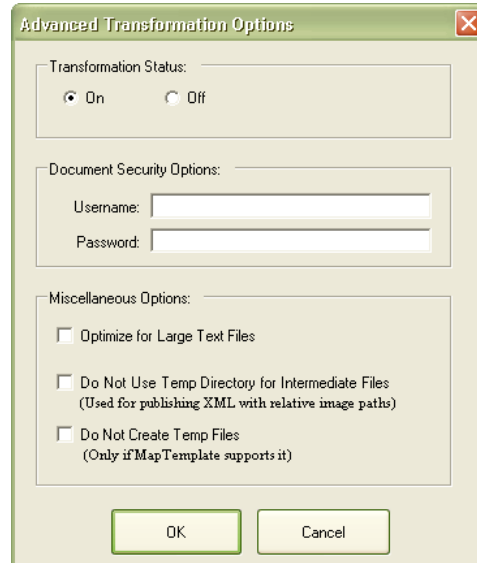 Advanced Transformation Options
Transformation Status:
On Off
Document Security Options:
Username:
Password:
Miscellaneous Options:
Optimize for Large Text Files
Do Not Use Temp Directory for Intermediate Files
(Used for publishing XML with relative image paths)
Do Not Create Temp Files
(Only if MapTemplate supports it)
OK Cancel